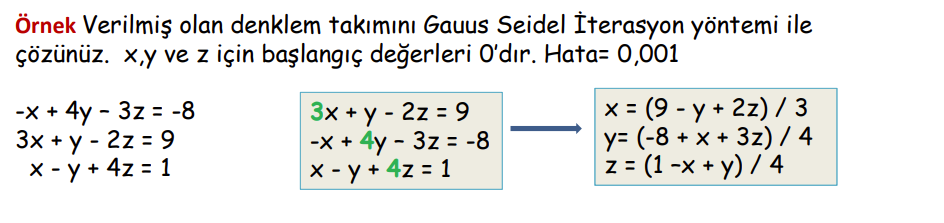 Örnek Verilmiş olan denklem takımını Gauus Seidel İterasyon yöntemi ile
çözünüz. x,y ve z için başlangıç değerleri 0'dır. Hata= 0,001
-x + 4y - 3z = -8
3x + y - 2z = 9
x - y + 4z = 1
3x + y - 2z = 9
-x + 4y - 3z = -8
x - y + 4z = 1
x = (9 - y + 2z) / 3
y= (-8 + x + 3z) / 4
z = (1 -x + y) / 4